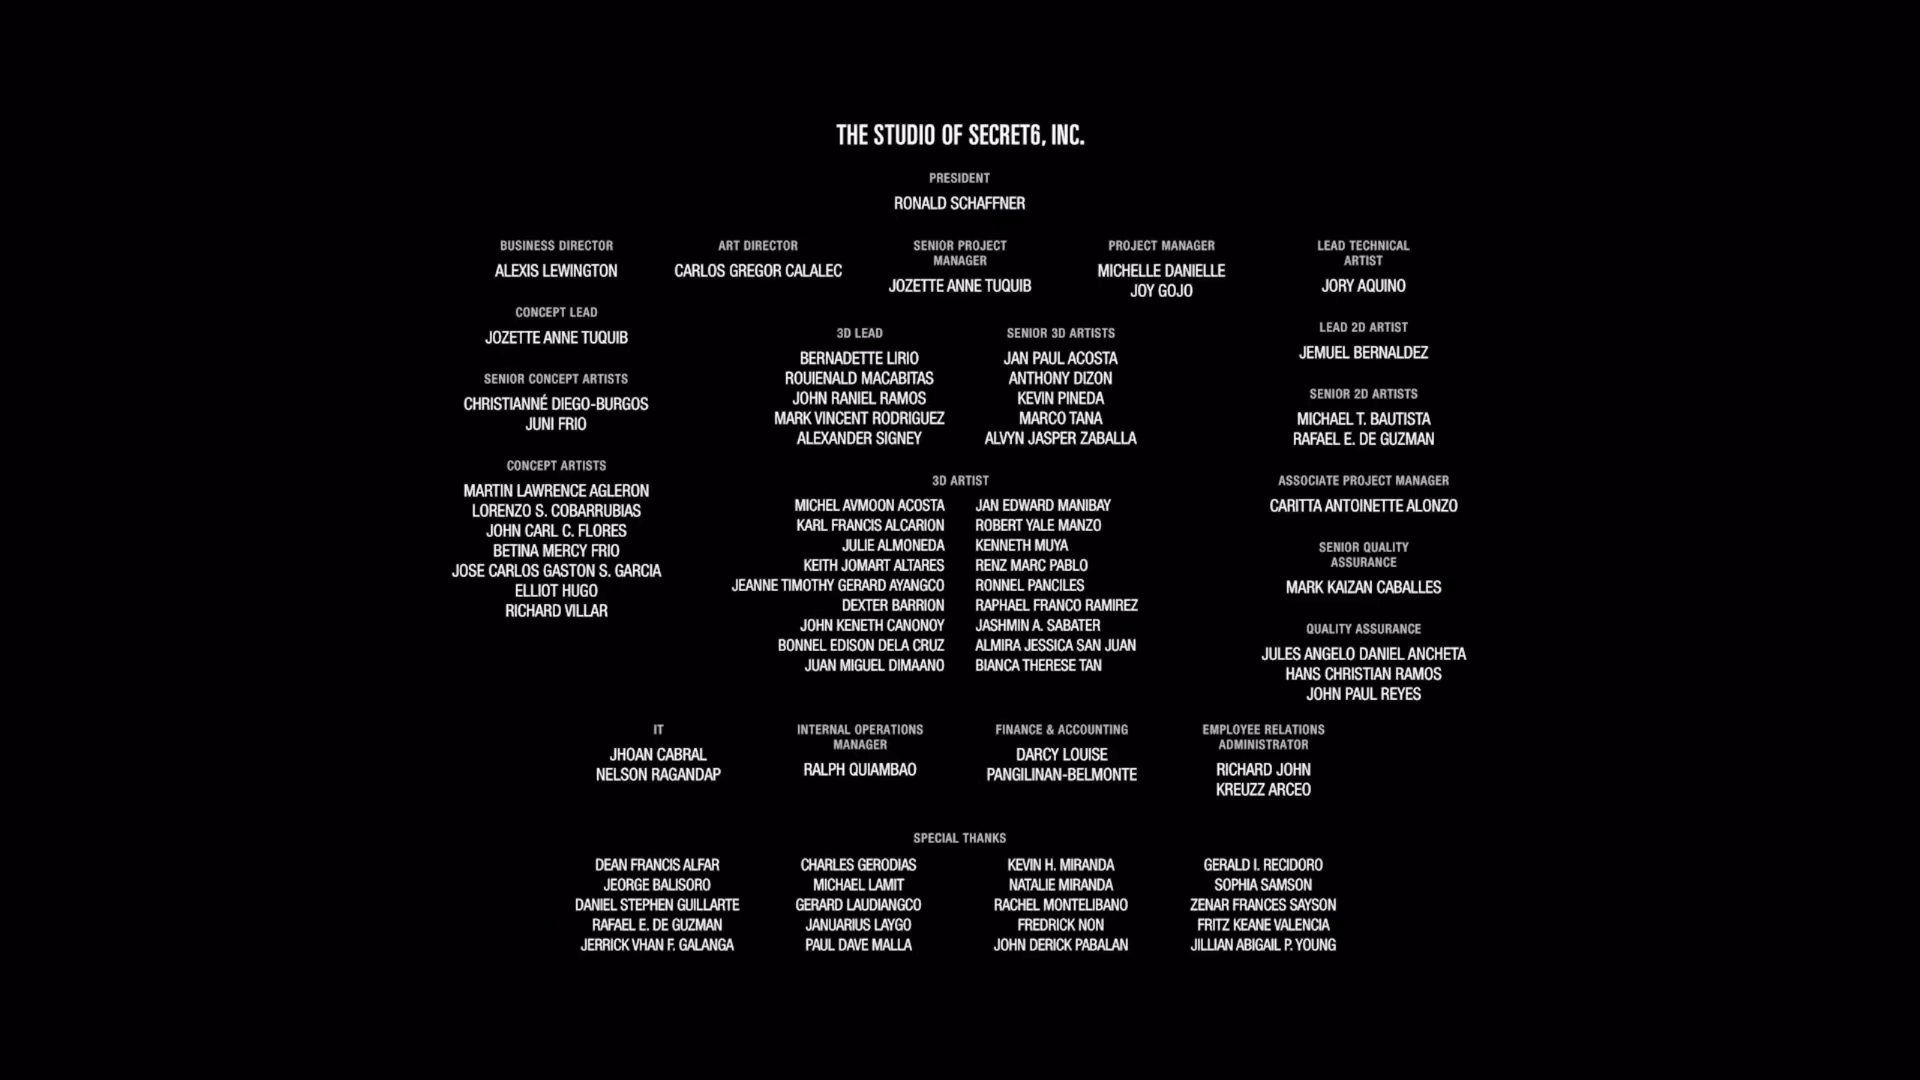 THE STUDIO OF SECRET6, INC.
PRESIDENT
RONALD SCHAFFNER
BUSINESS DIRECTOR
ALEXIS LEWINGTON
ART DIRECTOR
CARLOS GREGOR CALALEC
SENIOR PROJECT
MANAGER
JOZETTE ANNE TUQUIB
PROJECT MANAGER
MICHELLE DANIELLE
JOY GOJO
LEAD TECHNICAL
ARTIST
JORY AQUINO
CONCEPT LEAD
JOZETTE ANNE TUQUIB
SENIOR CONCEPT ARTISTS
CHRISTIANNÉ DIEGO-BURGOS
JUNI FRIO
CONCEPT ARTISTS
MARTIN LAWRENCE AGLERON
LORENZO S. COBARRUBIAS
JOHN CARL C. FLORES
BETINA MERCY FRIO
JOSE CARLOS GASTON S. GARCIA
ELLIOT HUGO
RICHARD VILLAR
3D LEAD
BERNADETTE LIRIO
ROUIENALD MACABITAS
JOHN RANIEL RAMOS
MARK VINCENT RODRIGUEZ
ALEXANDER SIGNEY
SENIOR 3D ARTISTS
JAN PAUL ACOSTA
ANTHONY DIZON
KEVIN PINEDA
MARCO TANA
ALVYN JASPER ZABALLA
3D ARTIST
MICHEL AVMOON ACOSTA
KARL FRANCIS ALCARION
JULIE ALMONEDA
KEITH JOMART ALTARES
JEANNE TIMOTHY GERARD AYANGCO
DEXTER BARRION
JOHN KENETH CANONOY
BONNEL EDISON DELA CRUZ
JUAN MIGUEL DIMAANO
JAN EDWARD MANIBAY
ROBERT YALE MANZO
KENNETH MUYA
RENZ MARC PABLO
RONNEL PANCILES
RAPHAEL FRANCO RAMIREZ
JASHMIN A. SABATER
ALMIRA JESSICA SAN JUAN
BIANCA THERESE TAN
LEAD 2D ARTIST
JEMUEL BERNALDEZ
SENIOR 2D ARTISTS
MICHAEL T. BAUTISTA
RAFAEL E. DE GUZMAN
ASSOCIATE PROJECT MANAGER
CARITTA ANTOINETTE ALONZO
SENIOR QUALITY
ASSURANCE
MARK KAIZAN CABALLES
QUALITY ASSURANCE
JULES ANGELO DANIEL ANCHETA
HANS CHRISTIAN RAMOS
JOHN PAUL REYES
IT
JHOAN CABRAL
NELSON RAGANDAP
INTERNAL OPERATIONS
MANAGER
RALPH QUIAMBAO
FINANCE & ACCOUNTING
DARCY LOUISE
PANGILINAN-BELMONTE
EMPLOYEE RELATIONS
ADMINISTRATOR
RICHARD JOHN
KREUZZ ARCEO
SPECIAL THANKS
DEAN FRANCIS ALFAR
JEORGE BALISORO
DANIEL STEPHEN GUILLARTE
RAFAEL E. DE GUZMAN
JERRICK VHAN F. GALANGA
CHARLES GERODIAS
MICHAEL LAMIT
GERARD LAUDIANGCO
JANUARIUS LAYGO
PAUL DAVE MALLA
KEVIN H. MIRANDA
NATALIE MIRANDA
RACHEL MONTELIBANO
FREDRICK NON
JOHN DERICK PABALAN
GERALD I. RECIDORO
SOPHIA SAMSON
ZENAR FRANCES SAYSON
FRITZ KEANE VALENCIA
JILLIAN ABIGAIL P. YOUNG